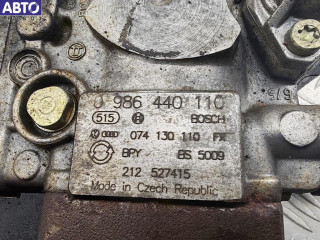 АВТО
0 986 440 110
515 BOSCH
074 130 110 FX
BPY BS 5009
212 527415
Made in Czech Republic